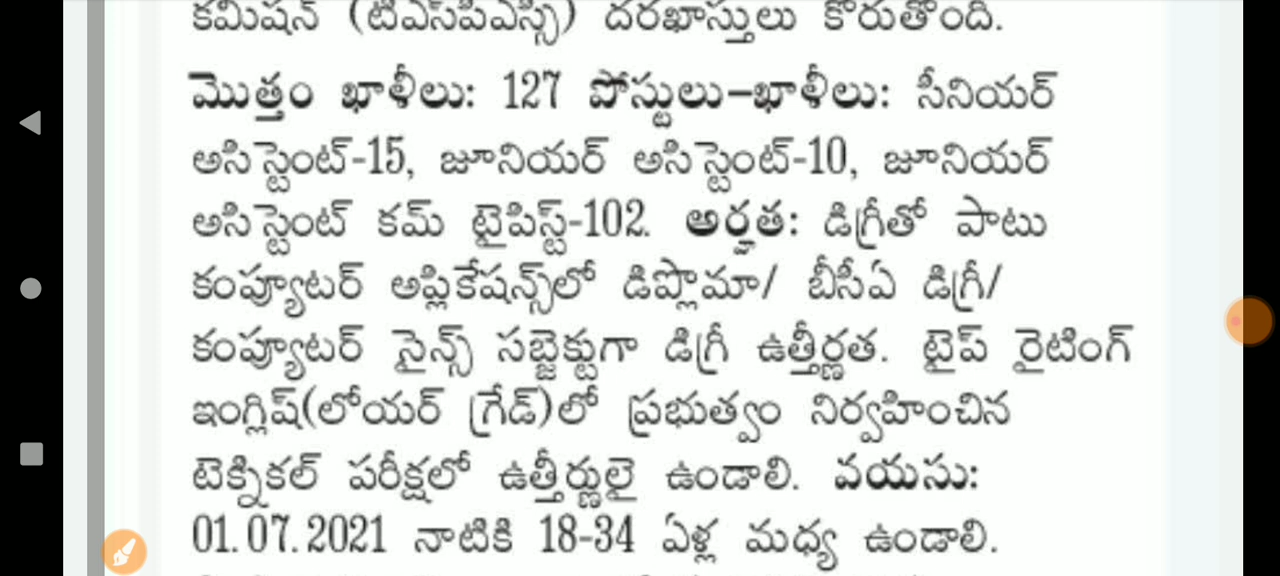 కమిషన్ (టీఎస్‌పీఎస్సీ) దరఖాస్తులు కోరుతోంది.
మొత్తం ఖాళీలు: 127 పోస్టులు–ఖాళీలు: సీనియర్
అసిస్టెంట్-15, జూనియర్ అసిస్టెంట్-10, జూనియర్
అసిస్టెంట్ కమ్ టైపిస్ట్-102. అర్హత: డిగ్రీతో పాటు
కంప్యూటర్ అప్లికేషన్స్‌లో డిప్లొమా/ బీసీఏ డిగ్రీ/
కంప్యూటర్ సైన్స్ సబ్జెక్టుగా డిగ్రీ ఉత్తీర్ణత. టైప్ రైటింగ్
ఇంగ్లిష్(లోయర్ గ్రేడ్)లో ప్రభుత్వం నిర్వహించిన
టెక్నికల్ పరీక్షలో ఉత్తీర్ణులై ఉండాలి. వయసు:
01.07.2021 నాటికి 18-34 ఏళ్ల మధ్య ఉండాలి.